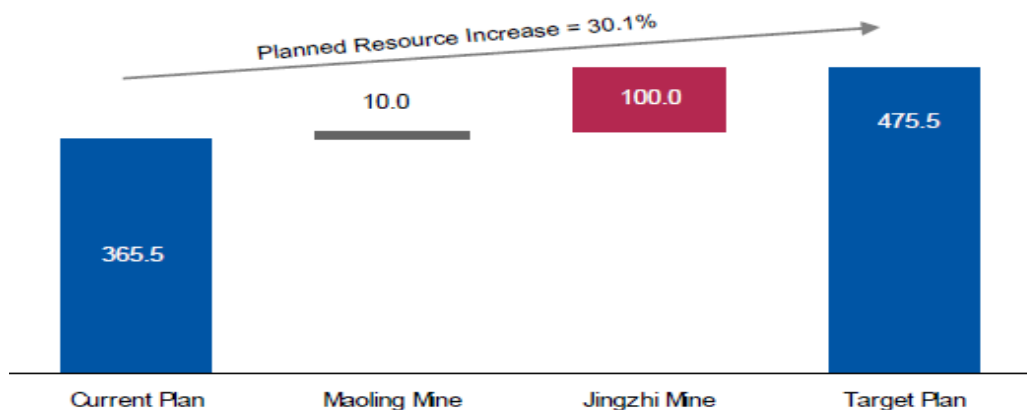 Planned Resource Increase = 30.1%
10.0
100.0
475.5
365.5
Current Plan
Maoling Mine
Jingzhi Mine
Target Plan